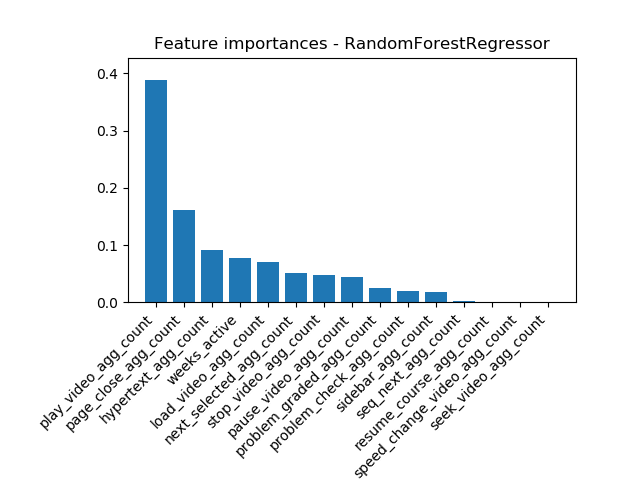 Feature importances - RandomForestRegressor
0.4
0.3
0.2
0.1
0.0
play_video_agg_count
page_close_agg_count
hypertext_agg_count
weeks_active
load_video_agg_count
next_selected_agg_count
stop_video_agg_count
pause_video_agg_count
problem_graded_agg_count
problem_check_agg_count
sidebar_agg_count
seq_next_agg_count
resume_course_agg_count
speed_change_video_agg_count
seek_video_agg_count